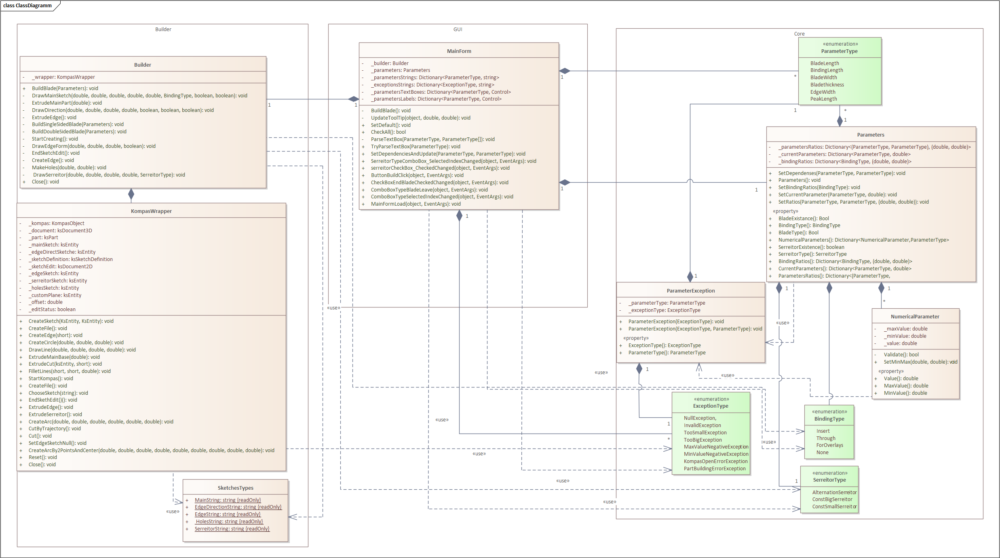 class ClassDiagramm
Builder
Builder
- _wrapper: KompasWrapper
+ BuildBlade(Parameters): void
- DrawMainSketch(double, double, double, double, double, BindingType, boolean, boolean): void
- ExtrudeMainPart(double): void
- DrawDirection(double, double, double, double, boolean, boolean, boolean): void
- ExtrudeEdge(): void
- BuildSingleSidedBlade(Parameters): void
- BuildDoubleSidedBlade(Parameters): void
- StartCreating(): void
- DrawEdgeForm(double, double, double, boolean): void
- EndSketchEdit(): void
- CreateEdge(): void
- MakeHoles(double, double): void
- DrawSerreitor(double, double, double, double, SerreitorType): void
+ Close(): void
KompasWrapper
- _kompas: KompasObject
- _document: ksDocument3D
- _part: ksPart
- _mainSketch: ksEntity
- _edgeDirectSketche: ksEntity
- _sketchDefinition: ksSketchDefinition
- _sketchEdit: ksDocument2D
- _edgeSketch: ksEntity
- _serreitorSketch: ksEntity
- _holesSketch: ksEntity
- _customPlane: ksEntity
- _offset: double
- _editStatus: boolean
+ CreateSketch(KsEntity, KsEntity): void
+ CreateFile(): void
+ CreateEdge(short): void
+ CreateCircle(double, double, double): void
+ DrawLine(double, double, double, double): void
+ ExtrudeMainBase(double): void
+ ExtrudeCut(ksEntity, short): void
+ FilletLines(short, short, double): void
+ StartKompas(): void
+ CreateFile(): void
+ ChooseSketch(string): void
+ EndSkethEdit()(): void
+ ExtrudeEdge(): void
+ ExtrudeSerreitor(): void
+ CreateArc(double, double, double, double, double, double): void
+ CutByTrajectory(): void
+ Cut(): void
+ SetEdgeSketchNull(): void
+ CreateArcBy2PointsAndCenter(double, double, double, double, double, double, double, double, double): void
+ Reset(): void
+ Close(): void
SketchesTypes
+ MainString: string {readOnly}
+ EdgeDirectionString: string {readOnly}
+ EdgeString: string {readOnly}
+ HolesString: string {readOnly}
+ SerreitorString: string {readOnly}
«use»
GUI
MainForm
- _builder: Builder
- _parameters: Parameters
- _parametersStrings: Dictionary<ParameterType, string>
- _exceptionsStrings: Dictionary<ExceptionType, string>
- _parametersTextBoxes: Dictionary<ParameterType, Control>
- _parametersLabels: Dictionary<ParameterType, Control>
- BuildBlade(): void
- UpdateToolTip(object, double, double): void
+ SetDefault(): void
+ CheckAll(): bool
- ParseTextBox(ParameterType, ParameterType[]): void
+ TryParseTextBox(ParameterType): void
+ SetDependenciesAndUpdate(ParameterType, ParameterType): void
+ SerreitorTypeComboBox_SelectedIndexChanged(object, EventArgs): void
+ serreitorCheckBox_CheckedChanged(object, EventArgs): void
+ ButtonBuildClick(object, EventArgs): void
+ CheckBoxEndBladeCheckedChanged(object, EventArgs): void
+ ComboBoxTypeBladeLeave(object, EventArgs): void
+ ComboBoxTypeSelectedIndexChanged(object, EventArgs): void
+ MainFormLoad(object, EventArgs): void
1
1
1
*
1
1
1
«use»
«use»
«use»
«use»
«use»
«use»
Core
«enumeration»
ParameterType
BladeLength
BindingLength
BladeWidth
Bladethickness
EdgeWidth
PeakLength
1
*
1
Parameters
- _parametersRatios: Dictionary<(ParameterType, ParameterType), (double, double)>
- _currentParameters: Dictionary<ParameterType, double>
- _bindingRatios: Dictionary<BindingType, (double, double)>
+ SetDependenses(ParameterType, ParameterType): void
+ Parameters(): void
+ SetBindingRatios(BindingType): void
+ SetCurrentParameter(ParameterType, double): void
+ SetRatios(ParameterType, ParameterType, (double, double)): void
«property»
+ BladeExistance(): Bool
+ BindingType(): BindingType
+ BladeType(): Bool
+ NumericalParameters(): Dictionary<NumericalParameter,ParameterType>
+ SerreitorExistence(): boolean
+ SerreitorType(): SerreitorType
+ BindingRatios(): Dictionary<BindingType, (double, double)>
+ CurrentParameters(): Dictionary<ParameterType, double>
+ ParametersRatios(): Dictionary<(ParameterType,
1
1
1
*
«use»
ParameterException
- _parameterType: ParameterType
- _exceptionType: ExceptionType
+ ParameterException(ExceptionType): void
+ ParameterException(ExceptionType, ParameterType): void
«property»
+ ExceptionType(): ExceptionType
+ ParameterType(): ParameterType
1
«use»
NumericalParameter
- _maxValue: double
- _minValue: double
- _value: double
- Validate(): bool
+ SetMinMax(double, double): void
«property»
+ Value(): double
+ MaxValue(): double
+ MinValue(): double
«enumeration»
ExceptionType
NullException,
InvalidException
TooSmallException
TooBigException
MaxValueNegativeException
MinValueNegativeException
KompasOpenErrorException
PartBuildingErrorException
1
*
«enumeration»
BindingType
Insert
Through
ForOverlays
None
«use»
«enumeration»
SerreitorType
AlternationSerreitor
ConstBigSerreitor
ConstSmallSerreitor
1